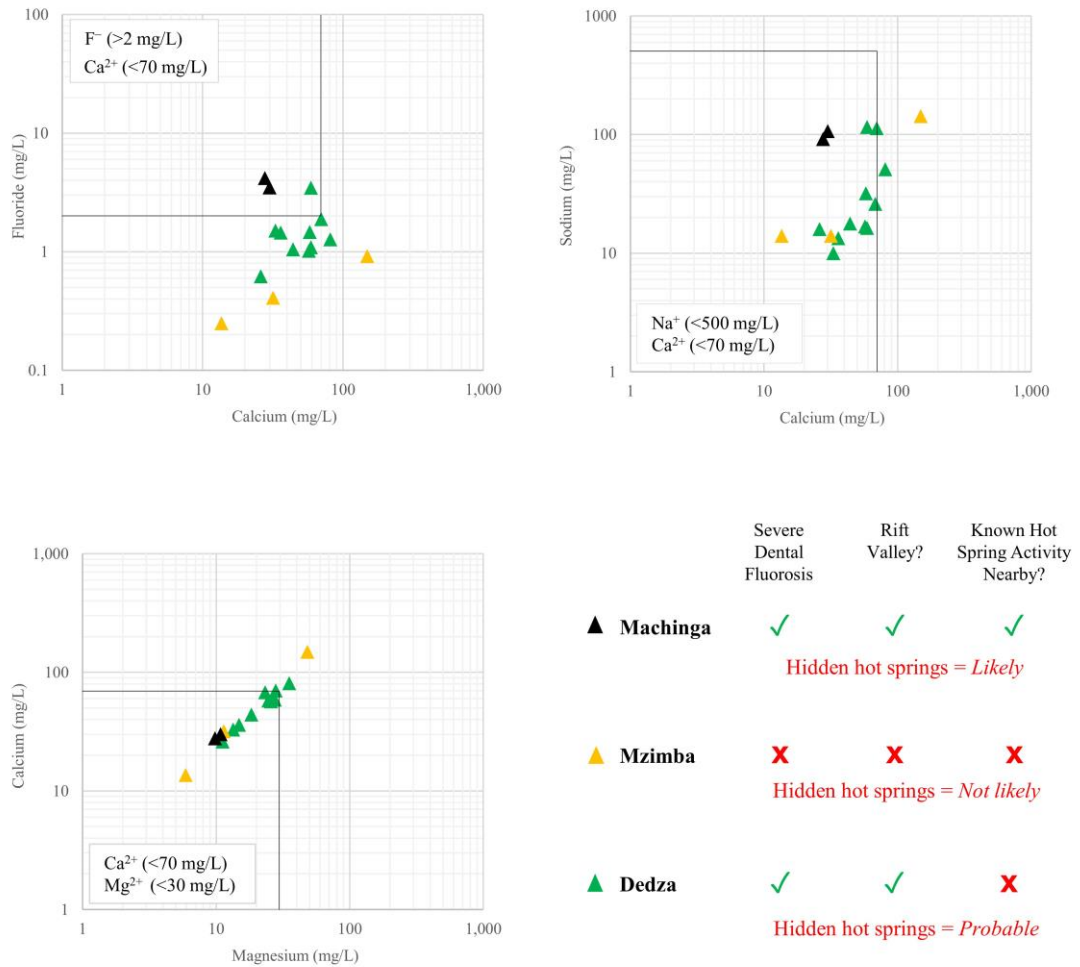 100
10
1
0.1
Fluoride (mg/L)
F⁻ (>2 mg/L)
Ca²⁺ (<70 mg/L)
1
10
100
1,000
Calcium (mg/L)
1000
100
10
1
Sodium (mg/L)
Na⁺ (<500 mg/L)
Ca²⁺ (<70 mg/L)
1
10
100
1,000
Calcium (mg/L)
1,000
100
10
1
Calcium (mg/L)
Ca²⁺ (<70 mg/L)
Mg²⁺ (<30 mg/L)
1
10
100
1,000
Magnesium (mg/L)
Severe
Dental
Fluorosis
Rift
Valley?
Known Hot
Spring Activity
Nearby?
Machinga
Hidden hot springs = Likely
Mzimba
Hidden hot springs = Not likely
Dedza
Hidden hot springs = Probable